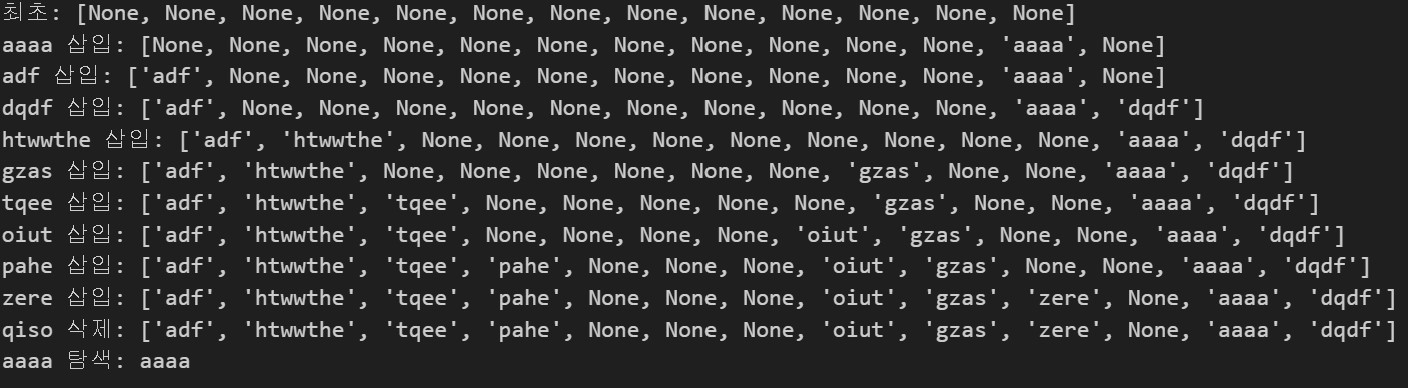 최초: [None, None, None, None, None, None, None, None, None, None, None, None, None]
aaaa 삽입: [None, None, None, None, None, None, None, None, None, None, None, 'aaaa', None]
adf 삽입: ['adf', None, None, None, None, None, None, None, None, None, None, 'aaaa', None]
dqdf 삽입: ['adf', None, None, None, None, None, None, None, None, None, None, 'aaaa', 'dqdf']
htwwthe 삽입: ['adf', 'htwwthe', None, None, None, None, None, None, None, None, None, 'aaaa', 'dqdf']
gzas 삽입: ['adf', 'htwwthe', None, None, None, None, None, None, 'gzas', None, None, 'aaaa', 'dqdf']
tqee 삽입: ['adf', 'htwwthe', 'tqee', None, None, None, None, None, 'gzas', None, None, 'aaaa', 'dqdf']
oiut 삽입: ['adf', 'htwwthe', 'tqee', None, None, None, None, 'oiut', 'gzas', None, None, 'aaaa', 'dqdf']
pahe 삽입: ['adf', 'htwwthe', 'tqee', 'pahe', None, None, None, 'oiut', 'gzas', None, None, 'aaaa', 'dqdf']
zere 삽입: ['adf', 'htwwthe', 'tqee', 'pahe', None, None, None, 'oiut', 'gzas', 'zere', None, 'aaaa', 'dqdf']
qiso 삭제: ['adf', 'htwwthe', 'tqee', 'pahe', None, None, None, 'oiut', 'gzas', 'zere', None, 'aaaa', 'dqdf']
aaaa 탐색: aaaa